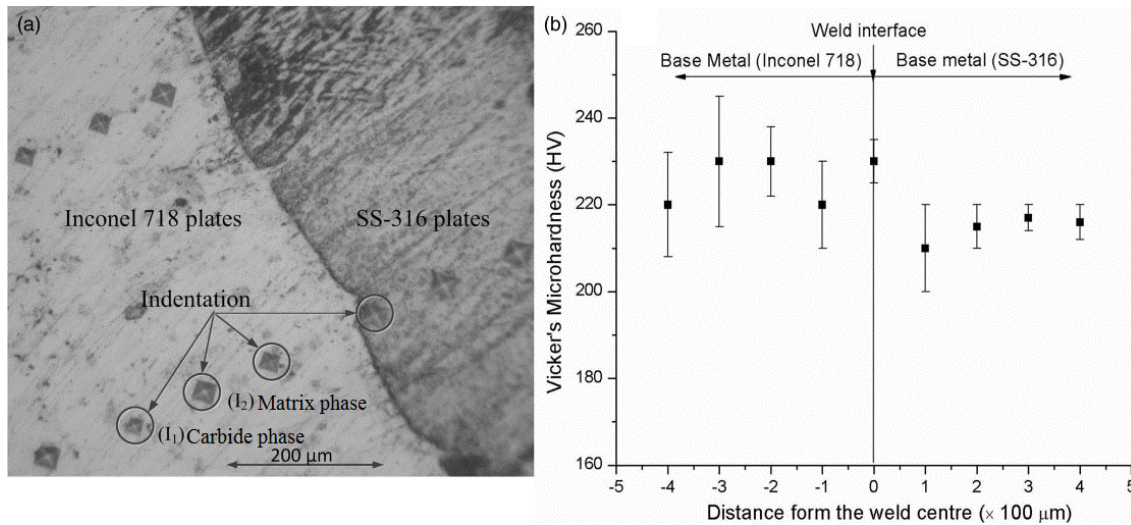 (a)
Inconel 718 plates
SS-316 plates
Indentation
(I₂) Matrix phase
(I₁) Carbide phase
200 μm
(b)
Weld interface
Base Metal (Inconel 718)
Base metal (SS-316)
Vicker's Microhardness (HV)
260
240
220
200
180
160
-5 -4 -3 -2 -1 0 1 2 3 4 5
Distance form the weld centre (× 100 μm)